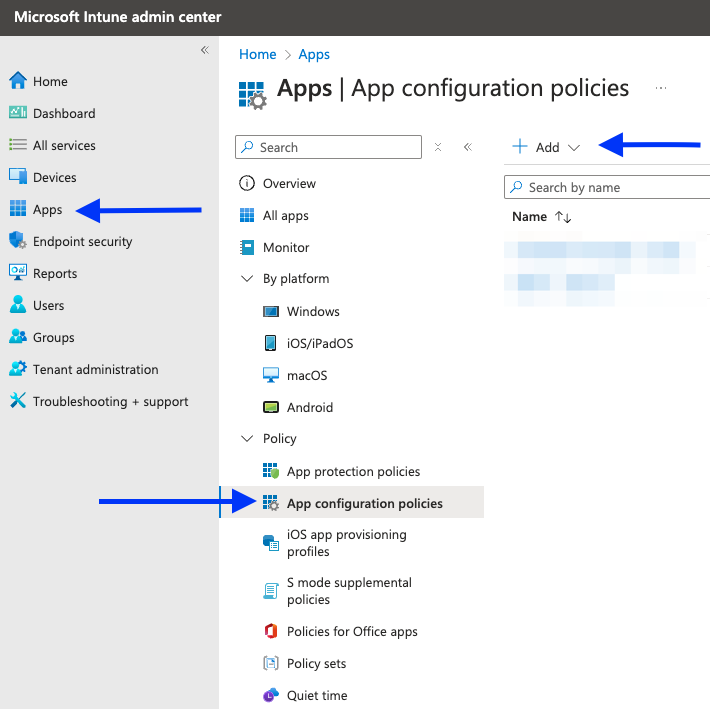 Microsoft Intune admin center
Home
Dashboard
All services
Devices
Apps
Endpoint security
Reports
Users
Groups
Tenant administration
Troubleshooting + support
Home > Apps
Apps | App configuration policies
Search
Overview
All apps
Monitor
By platform
Windows
iOS/iPadOS
macOS
Android
Policy
App protection policies
App configuration policies
iOS app provisioning
profiles
S mode supplemental
policies
Policies for Office apps
Policy sets
Quiet time
Add
Search by name
Name